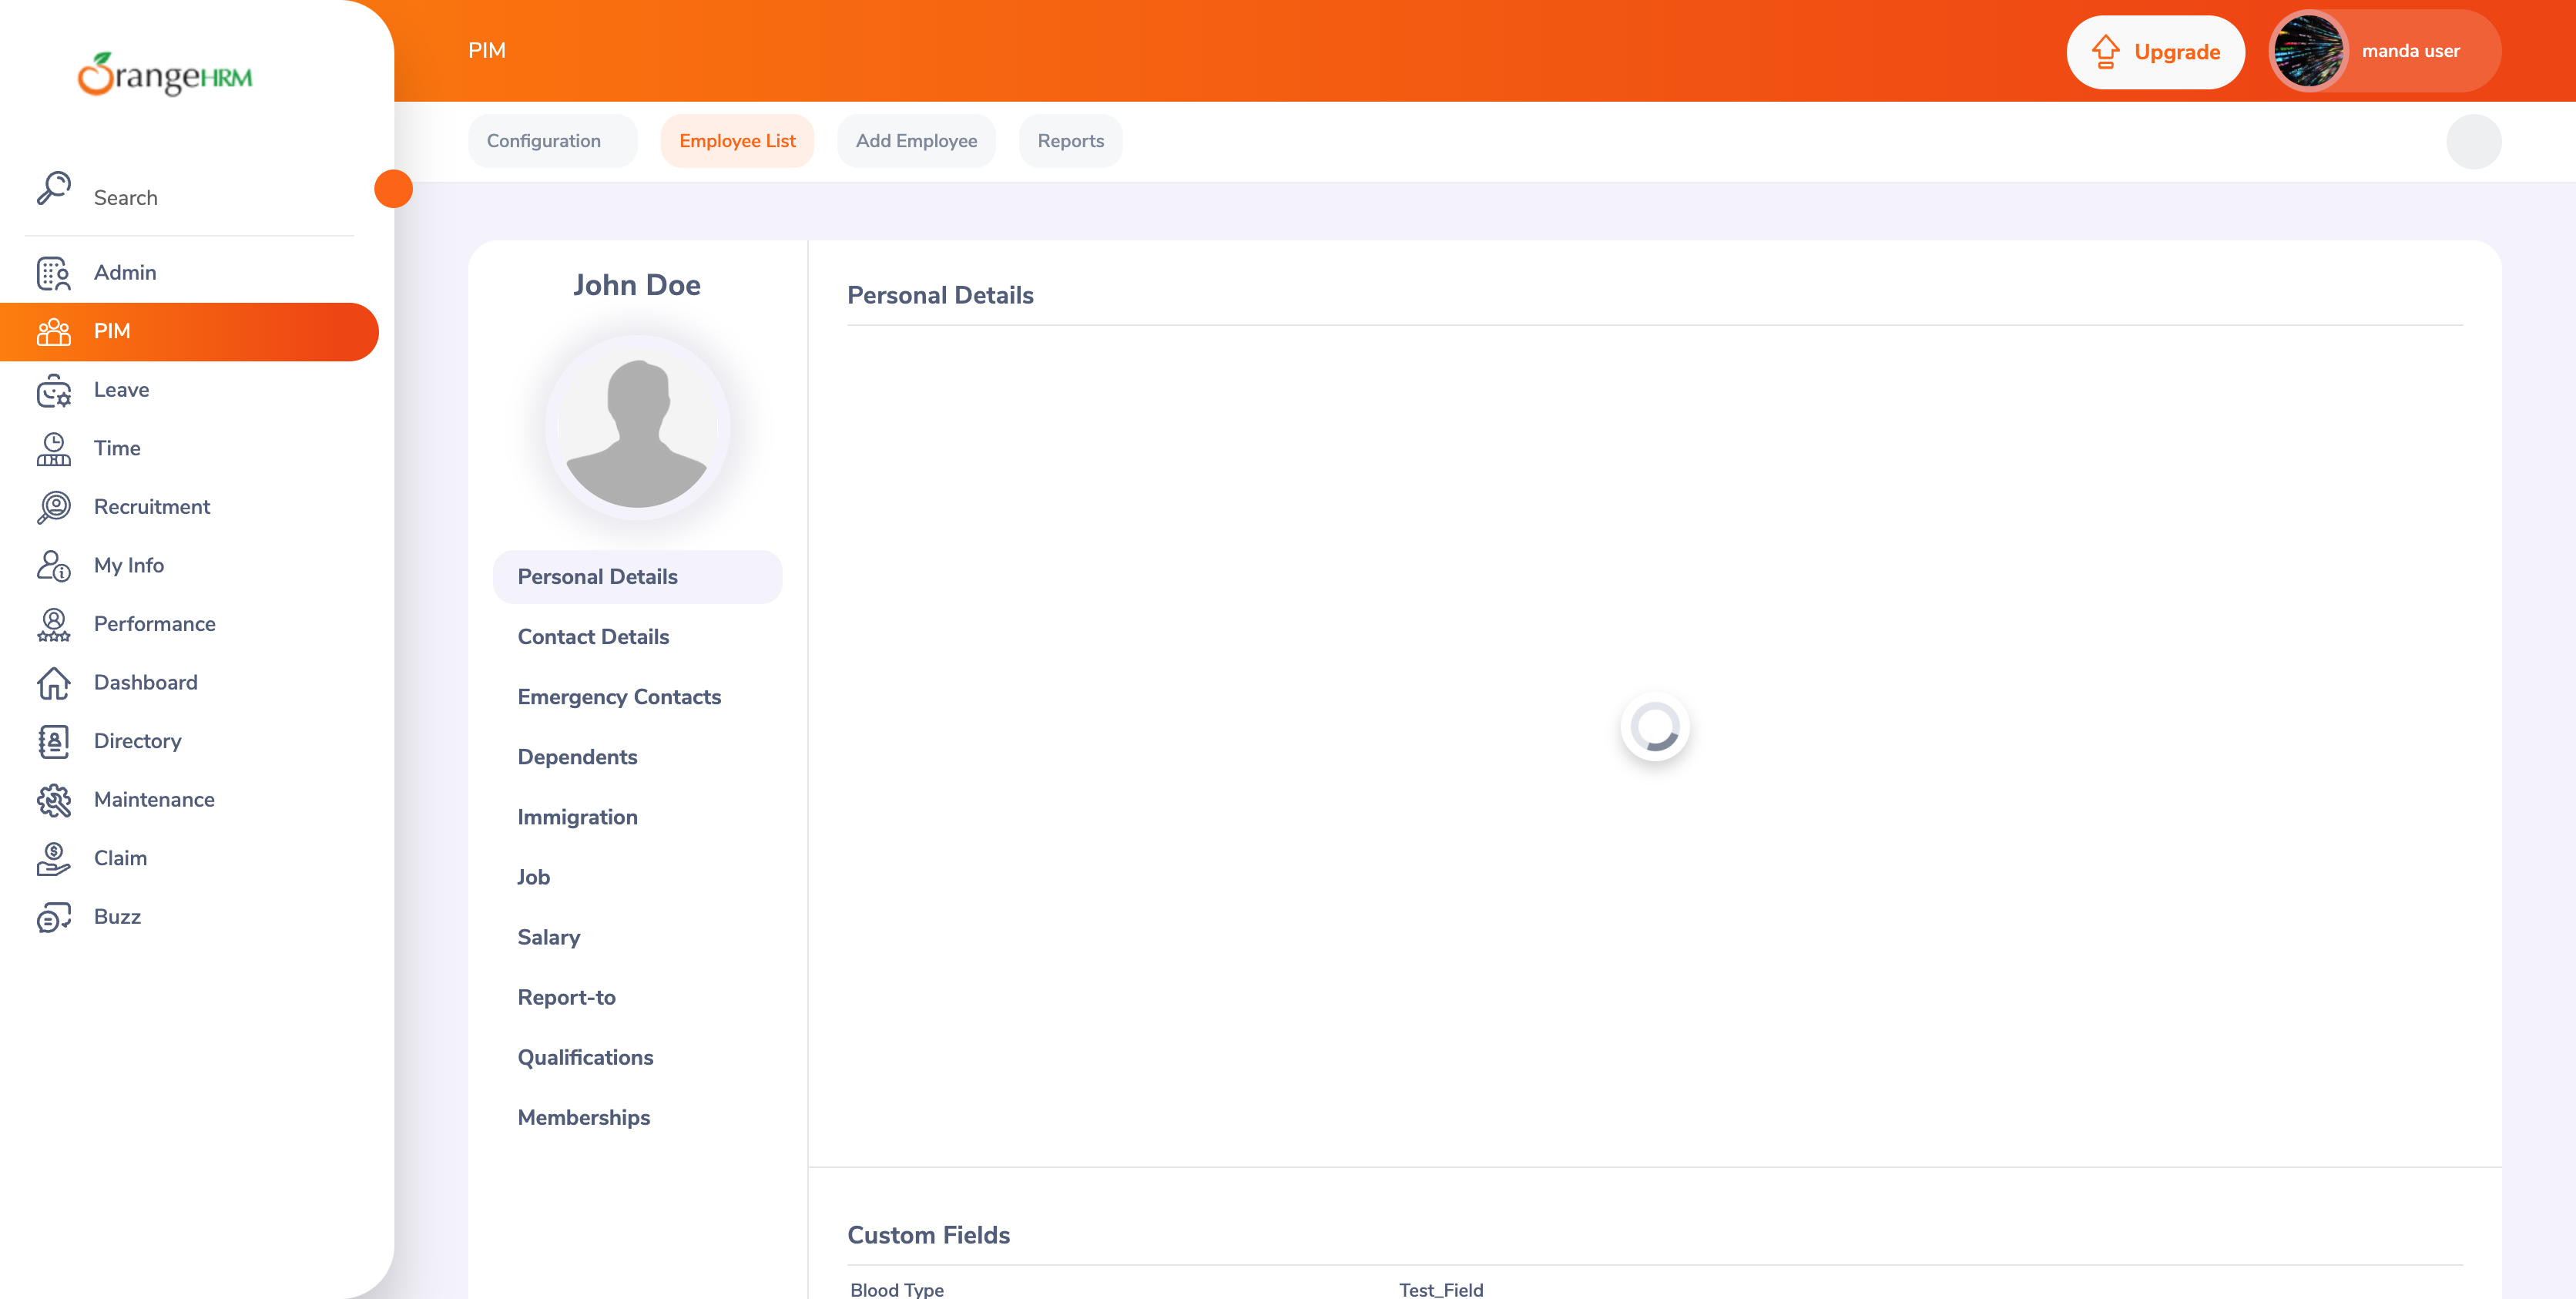 OrangeHRM
PIM
Upgrade
manda user
Configuration
Employee List
Add Employee
Reports
Search
Admin
PIM
Leave
Time
Recruitment
My Info
Performance
Dashboard
Directory
Maintenance
Claim
Buzz
John Doe
Personal Details
Contact Details
Emergency Contacts
Dependents
Immigration
Job
Salary
Report-to
Qualifications
Memberships
Personal Details
Custom Fields
Blood Type
Test_Field